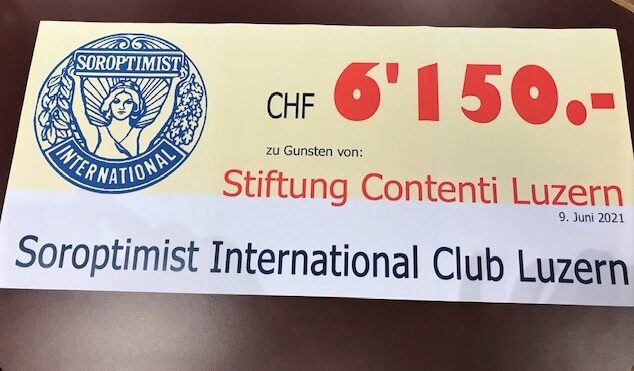 SOROPTIMIST
INTERNATIONAL
CHF 6'150.-
zu Gunsten von:
Stiftung Contenti Luzern
9. Juni 2021
Soroptimist International Club Luzern